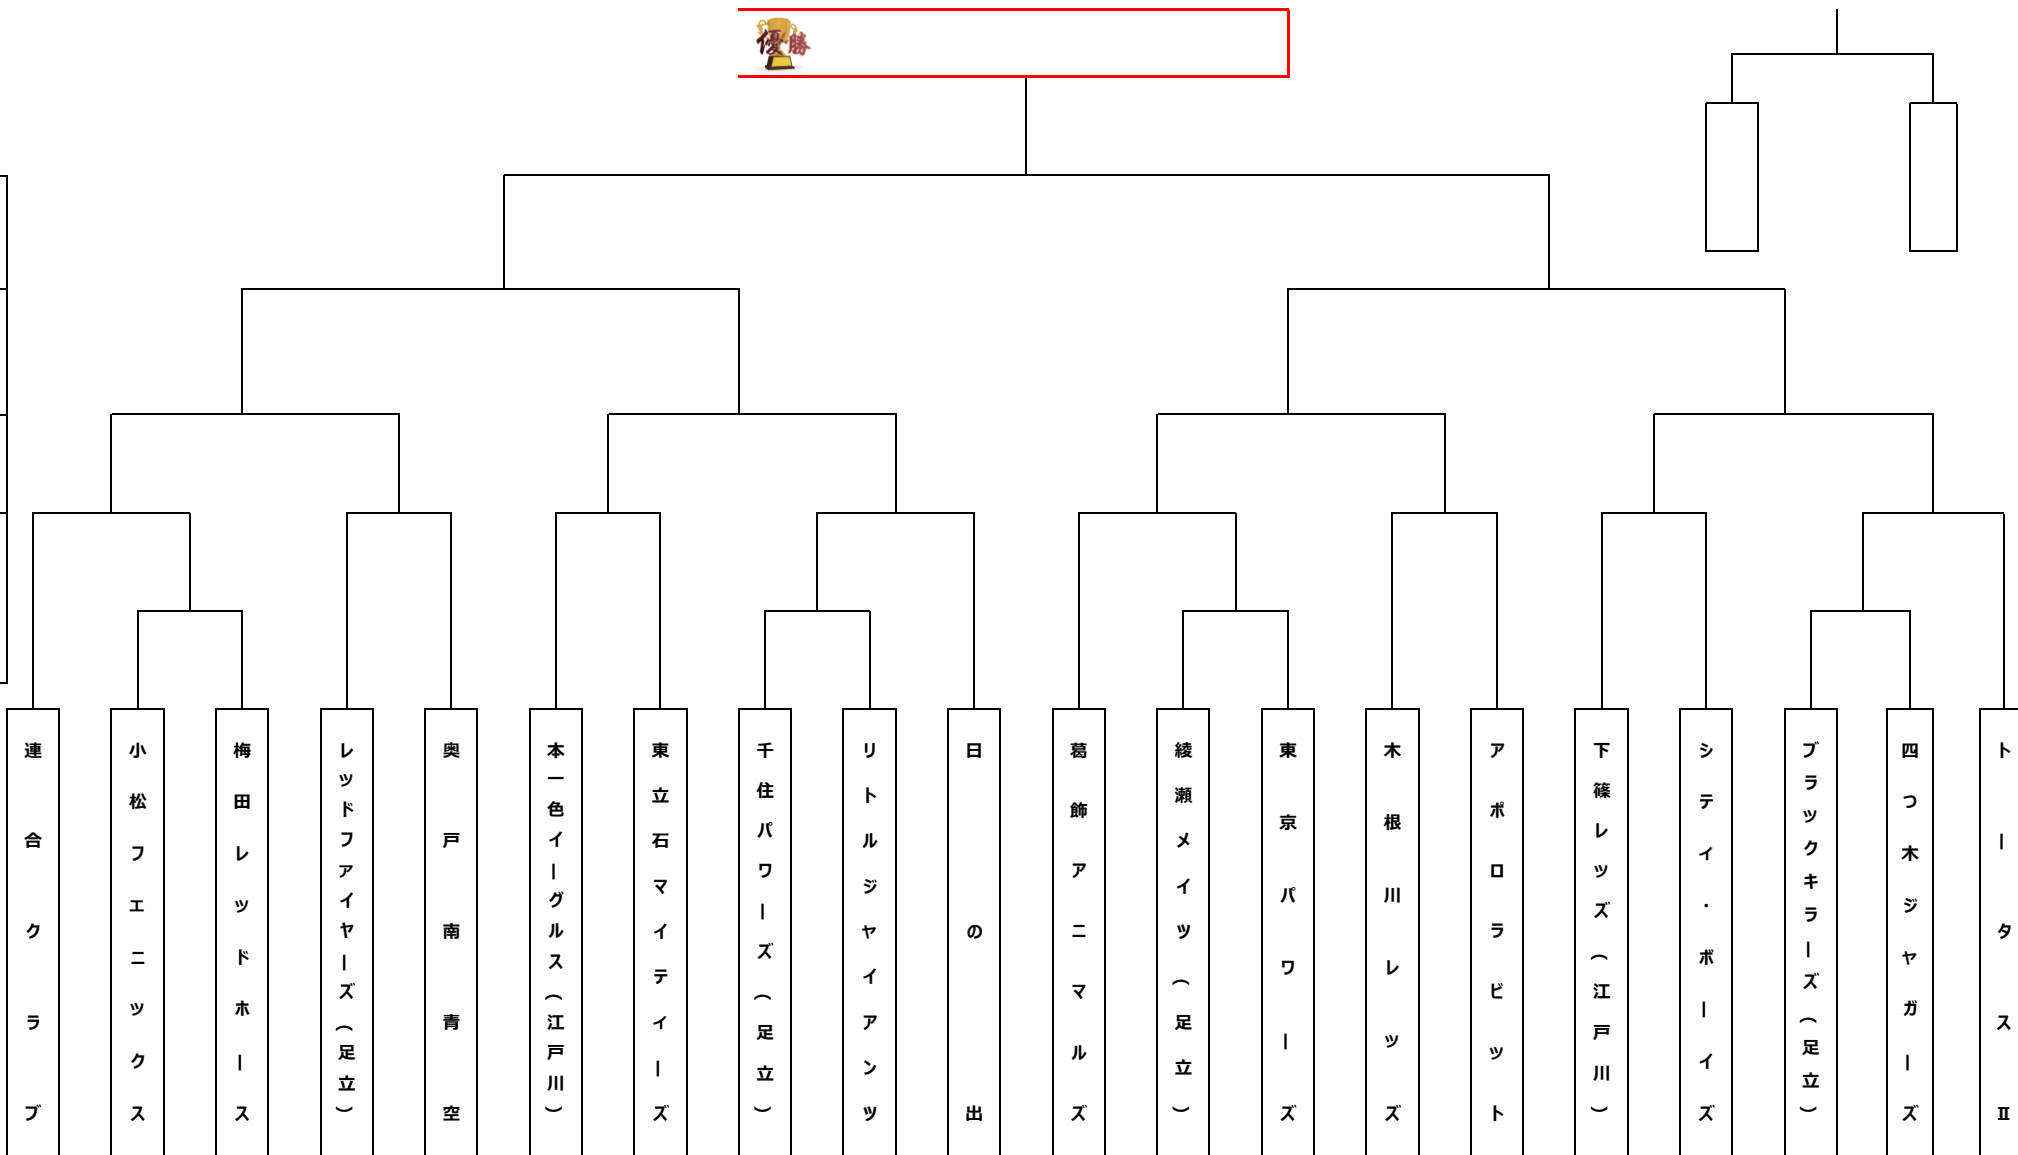 優勝
連合クラブ
小松フエニックス
梅田レッドホース
レッドファイヤーズ(足立)
奥戸南青空
本一色イーグルス(江戸川)
東立石マイティーズ
千住パワーズ(足立)
リトルジャイアンツ
日の出
葛飾アニマルズ
綾瀬メイツ(足立)
東京パワーズ
木根川レッズ
アポロラビット
下篠レッズ(江戸川)
シティ・ボーイズ
ブラックキラーズ(足立)
四つ木ジヤガーズ
トータスⅡ